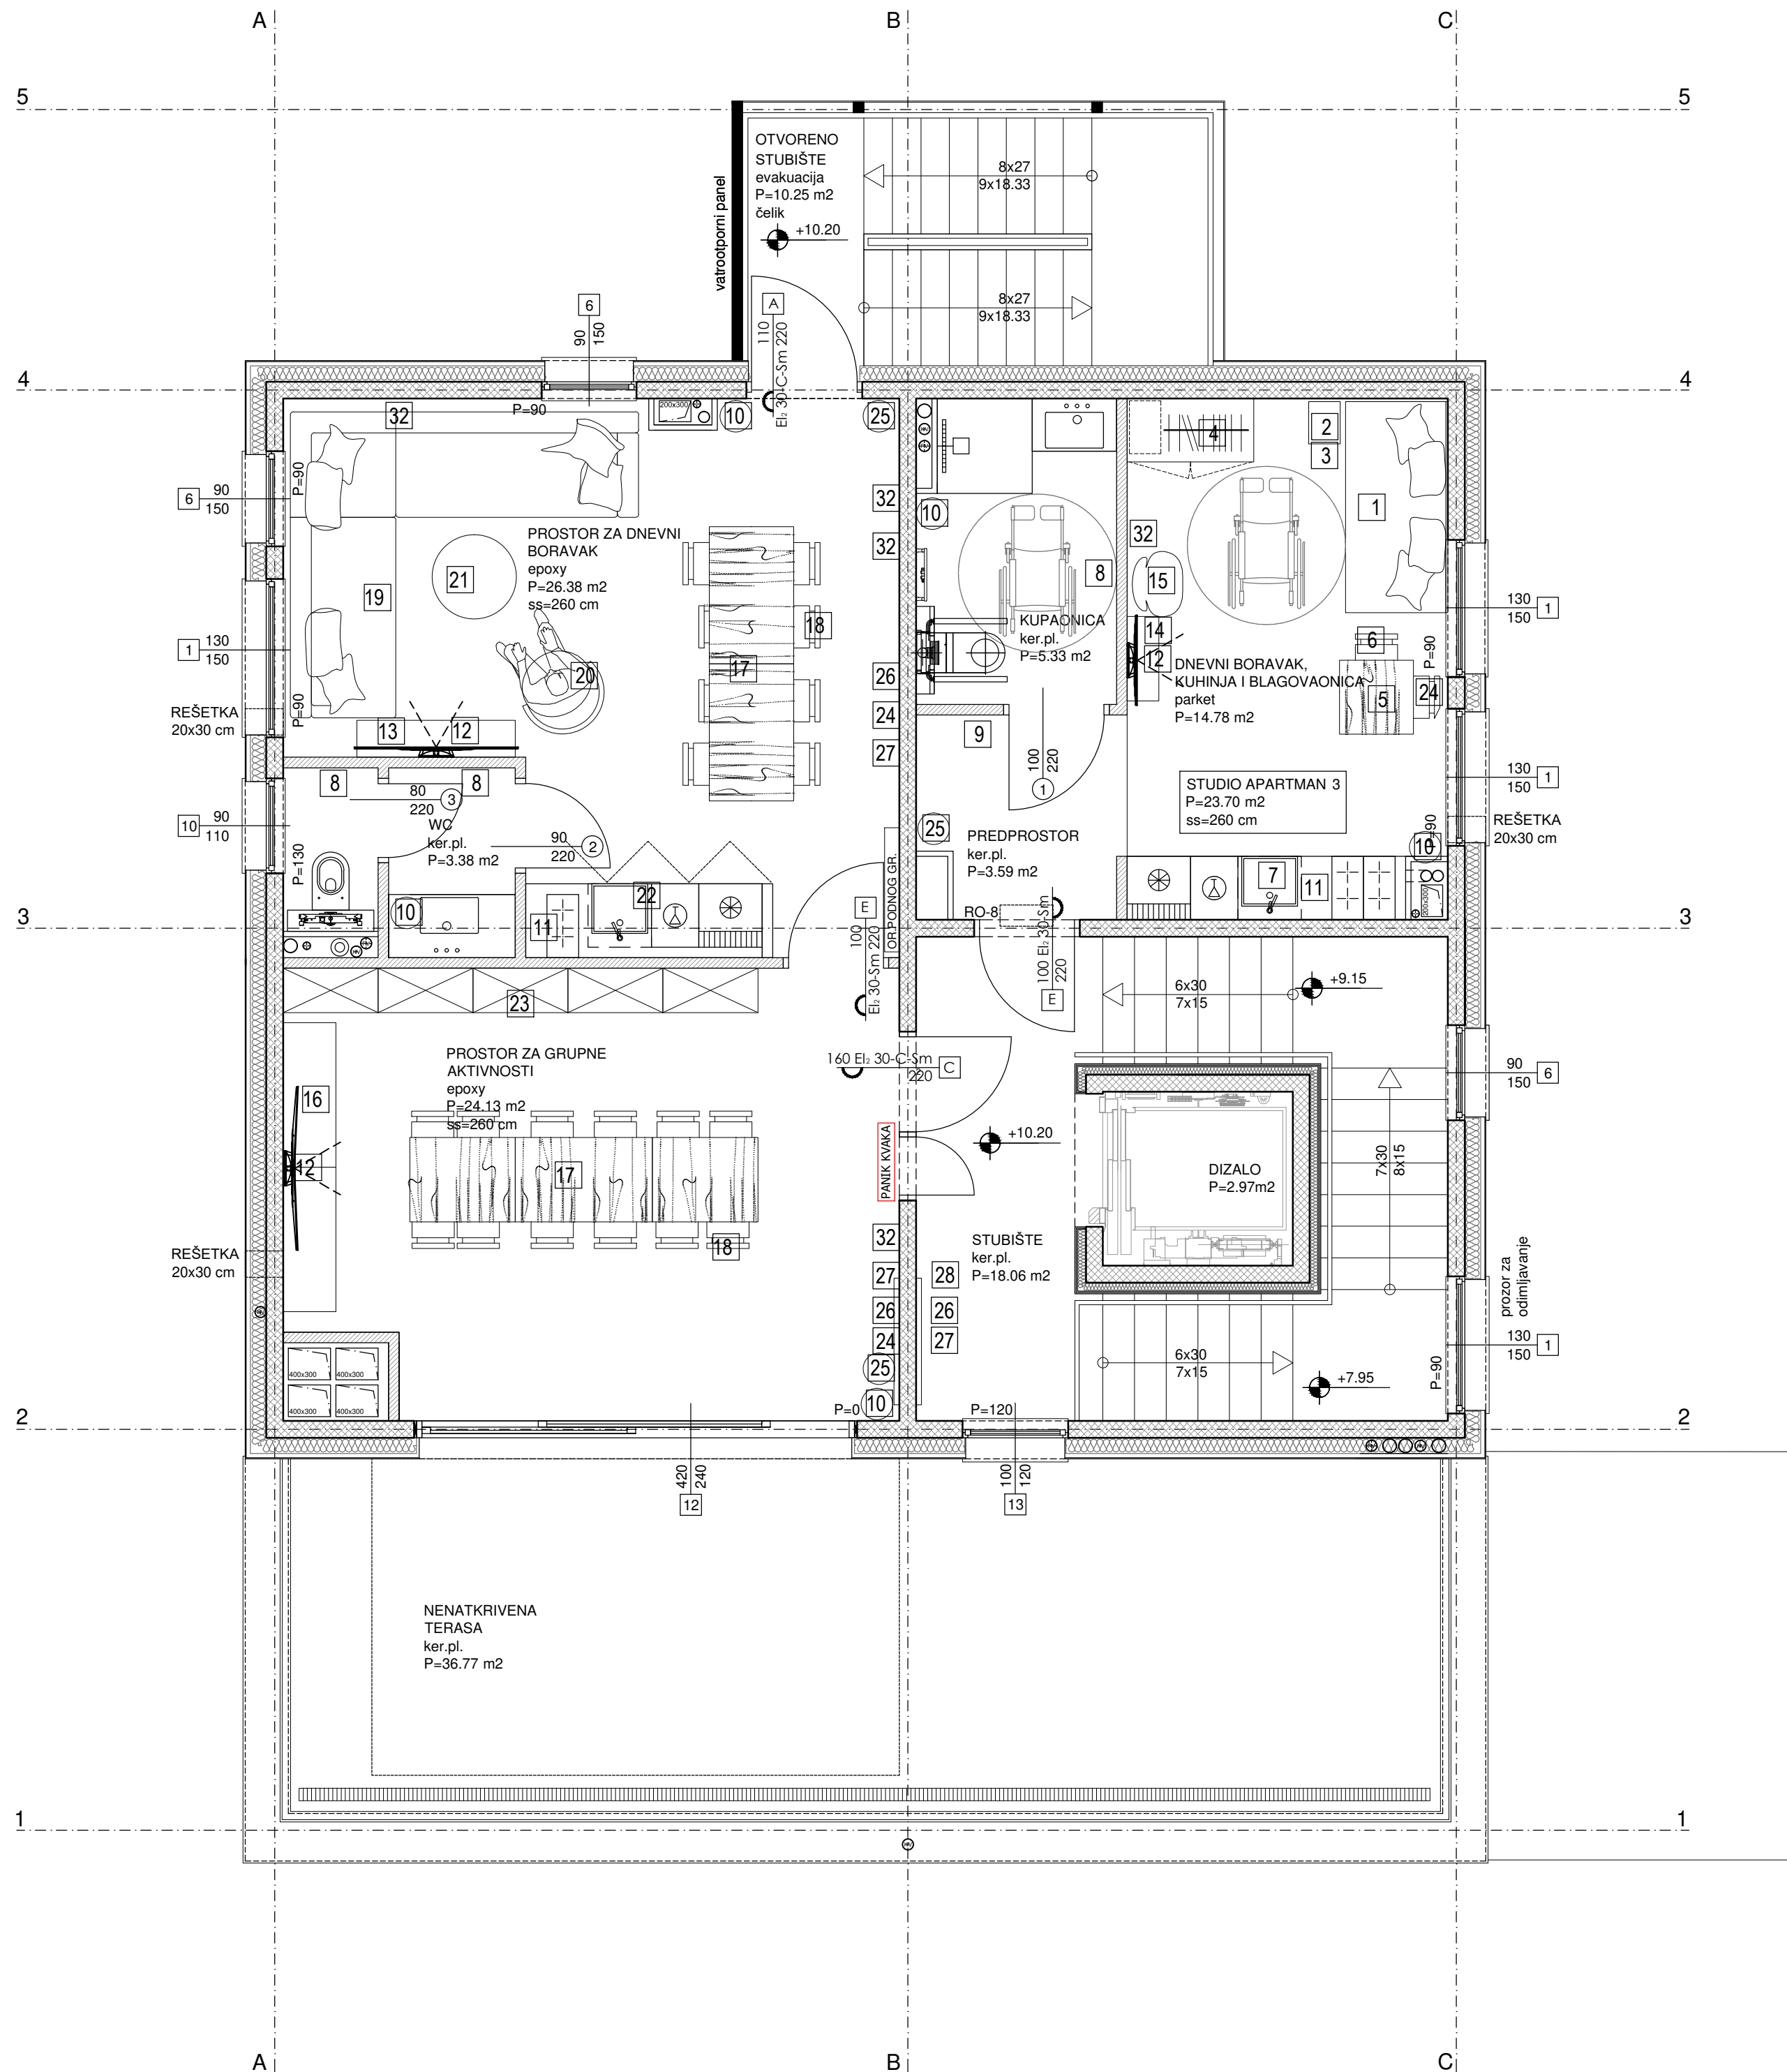 A
B
C
5
5
OTVORENO
STUBIŠTE
evakuacija
P=10.25 m2
čelik
+10.20
vatrootporni panel
8x27
9x18.33
8x27
9x18.33
6
90
150
A
110
EI₂ 30-C-Sm 220
4
4
P=90
32
200x300
10
25
10
4
2
3
1
6
90
150
P=90
PROSTOR ZA DNEVNI
BORAVAK
epoxy
P=26.38 m2
ss=260 cm
21
19
32
32
18
17
20
26
24
27
8
32
15
KUPAONICA
ker.pl.
P=5.33 m2
14
12
DNEVNI BORAVAK,
KUHINJA I BLAGOVAONICA
parket
P=14.78 m2
6
5
24
P=90
130
150
1
1
130
150
P=90
REŠETKA
20x30 cm
13
12
9
100
220
1
130
150
1
STUDIO APARTMAN 3
P=23.70 m2
ss=260 cm
REŠETKA
20x30 cm
P=90
10
8
8
80
220
3
WC
ker.pl.
P=3.38 m2
90
220
2
10
90
110
P=130
25
PREDPROSTOR
ker.pl.
P=3.59 m2
7
11
200x300
10
11
22
E
100
EI₂ 30-Sm 220
OR.PODNOG GR.
RO-8
100 EI₂ 30-Sm
220
E
3
3
23
6x30
7x15
+9.15
PROSTOR ZA GRUPNE
AKTIVNOSTI
epoxy
P=24.13 m2
ss=260 cm
160 EI₂ 30-C-Sm
220
C
90
150
6
16
12
17
18
PANIK KVAKA
+10.20
DIZALO
P=2.97m2
7x30
8x15
REŠETKA
20x30 cm
32
27
26
24
25
10
STUBIŠTE
ker.pl.
P=18.06 m2
28
26
27
prozor za
odimljavanje
130
150
1
P=90
6x30
7x15
+7.95
400x300
400x300
400x300
400x300
P=0
P=120
2
2
420
240
12
100
120
13
NENATKRIVENA
TERASA
ker.pl.
P=36.77 m2
1
1
A
B
C